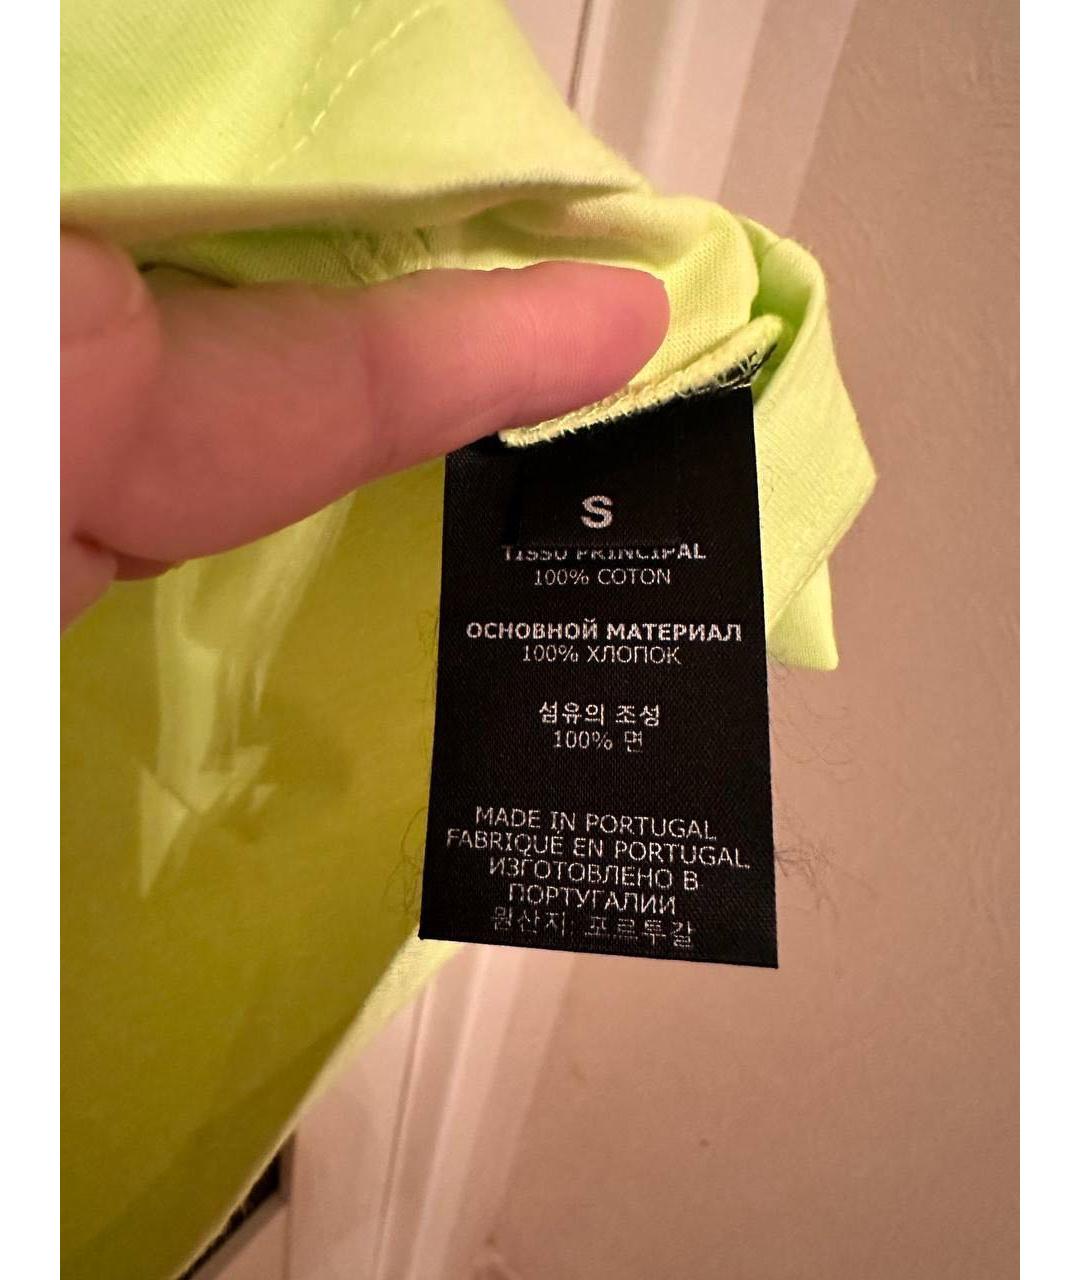 S
TISSU PRINCIPAL
100% COTON
ОСНОВНОЙ МАТЕРИАЛ
100% ХЛОПОК
섬유의 조성
100% 면
MADE IN PORTUGAL
FABRIQUÉ EN PORTUGAL
ИЗГОТОВЛЕНО В
ПОРТУГАЛИИ
원산지: 포르투갈